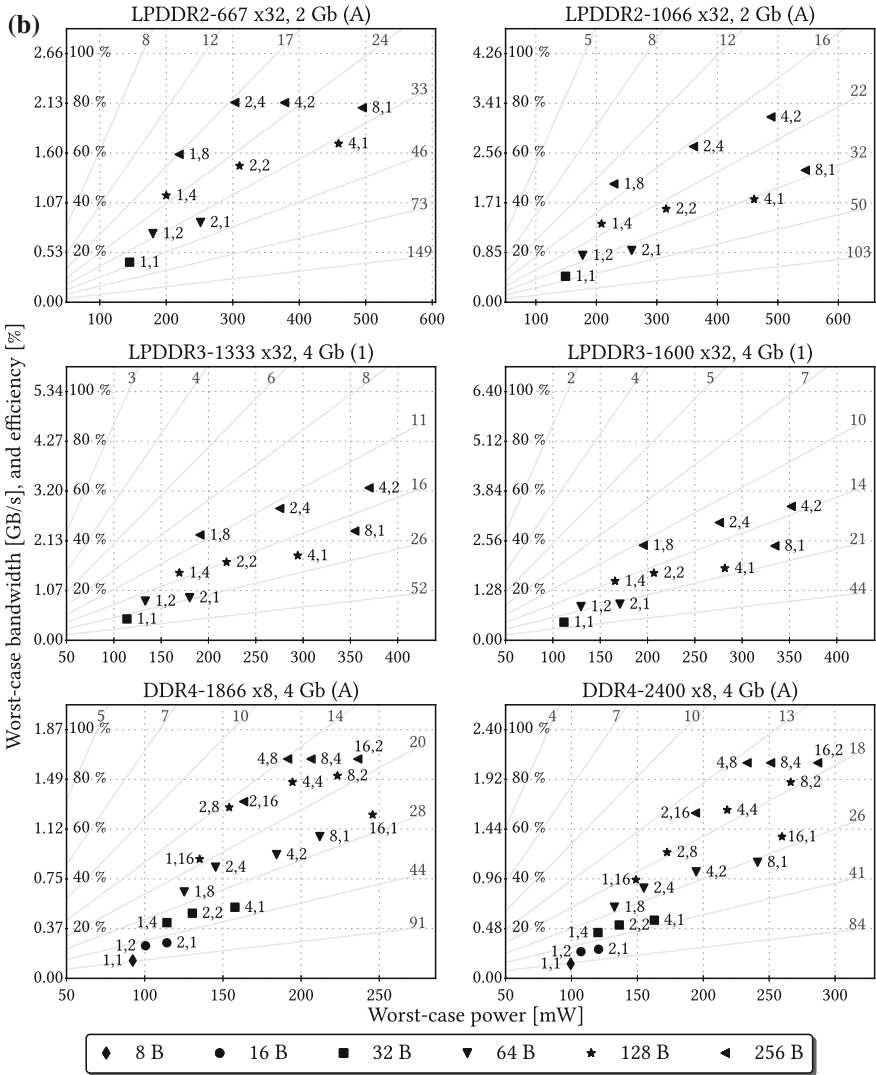 (b)
LPDDR2-667 x32, 2 Gb (A)
8 12 17 24
2.66 100 %
33
2.13 80 % 2,4 4,2 8,1
4,1
1.60 60 % 1,8 2,2 46
1.07 40 % 1,4 73
2,1
1,2
0.53 20 % 149
1,1
0.00
100 200 300 400 500 600
LPDDR2-1066 x32, 2 Gb (A)
5 8 12 16
4.26 100 %
22
3.41 80 % 4,2
2.56 60 % 2,4 32
8,1
1,8
1.71 40 % 4,1 50
2,2
1,4
0.85 20 % 1,2 2,1 103
1,1
0.00
100 200 300 400 500 600
Worst-case bandwidth [GB/s], and efficiency [%]
LPDDR3-1333 x32, 4 Gb (1)
3 4 6 8
5.34 100 %
11
4.27 80 %
3.20 60 % 4,2 16
2,4
8,1
2.13 40 % 1,8 26
4,1
2,2
1,4
1.07 20 % 52
1,2 2,1
1,1
0.00
50 100 150 200 250 300 350 400
LPDDR3-1600 x32, 4 Gb (1)
2 4 5 7
6.40 100 %
10
5.12 80 %
3.84 60 % 14
4,2
2,4
2.56 40 % 1,8 8,1 21
4,1
1,4 2,2
1.28 20 % 44
1,2 2,1
1,1
0.00
50 100 150 200 250 300 350 400
DDR4-1866 x8, 4 Gb (A)
5 7 10 14
1.87 100 %
20
16,2
4,8 8,4
1.49 80 % 4,4 8,2
2,8 2,16
28
1.12 60 % 16,1
8,1
4,2
1,16 2,4 44
0.75 40 %
1,8
4,1
2,2
1,4 91
0.37 20 %
1,2 2,1
1,1
0.00
50 100 150 200 250
DDR4-2400 x8, 4 Gb (A)
4 7 10 13
2.40 100 %
18
16,2
4,8 8,4
1.92 80 % 8,2
2,16 4,4
26
1.44 60 % 16,1
2,8
8,1
4,2 41
0.96 40 % 1,16
2,4
1,8
4,1
2,2 84
0.48 20 % 1,4
1,2 2,1
1,1
0.00
50 100 150 200 250 300
Worst-case power [mW]
8 B 16 B 32 B 64 B 128 B 256 B